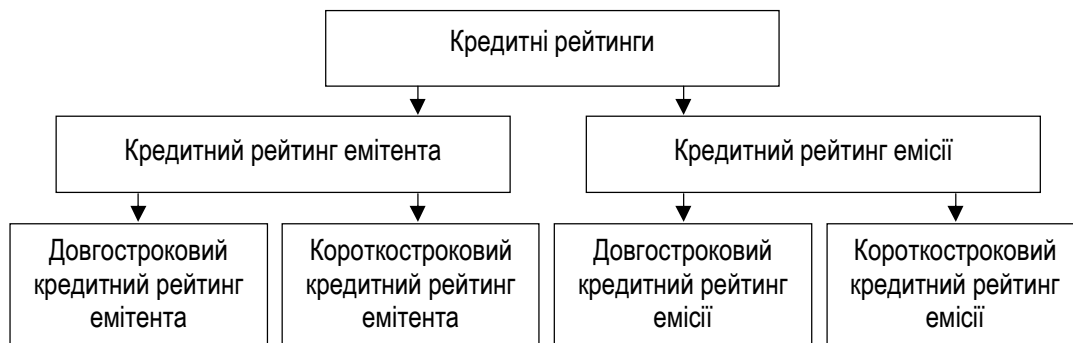 Кредитні рейтинги
Кредитний рейтинг емітента
Кредитний рейтинг емісії
Довгостроковий
кредитний рейтинг
емітента
Короткостроковий
кредитний рейтинг
емітента
Довгостроковий
кредитний рейтинг
емісії
Короткостроковий
кредитний рейтинг
емісії